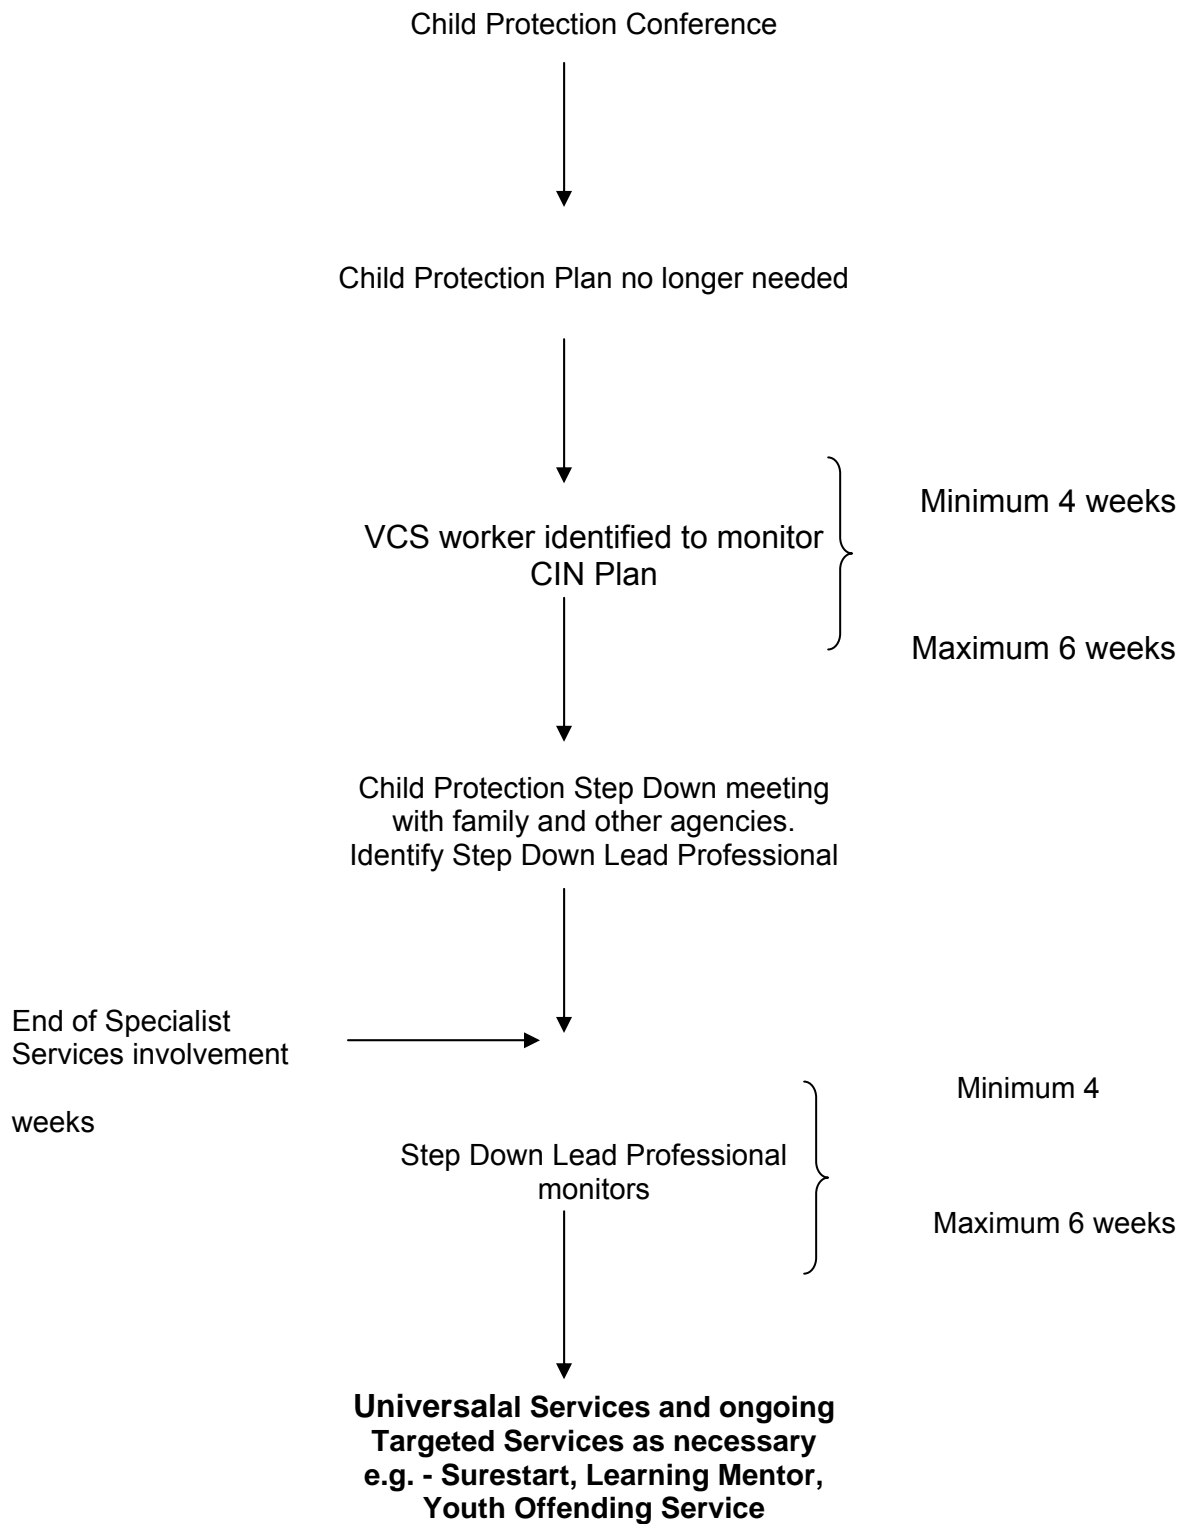 Child Protection Conference
Child Protection Plan no longer needed
Minimum 4 weeks
VCS worker identified to monitor
CIN Plan
Maximum 6 weeks
Child Protection Step Down meeting
with family and other agencies.
Identify Step Down Lead Professional
End of Specialist
Services involvement
Minimum 4
weeks
Step Down Lead Professional
monitors
Maximum 6 weeks
Universalal Services and ongoing
Targeted Services as necessary
e.g. - Surestart, Learning Mentor,
Youth Offending Service